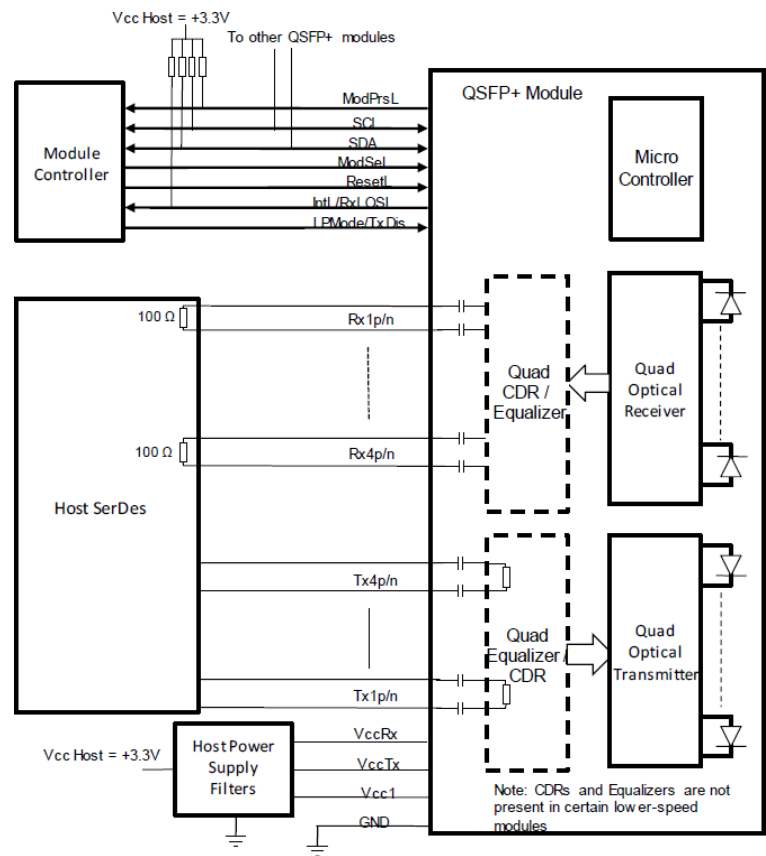 Vcc Host = +3.3V
To other QSFP+ modules
ModPrsL
SCL
SDA
ModSeL
ResetL
IntL/RxLOSL
LPMode/TxDis
Module
Controller
QSFP+ Module
Micro
Controller
100 Ω
Rx1p/n
100 Ω
Rx4p/n
Host SerDes
Quad
CDR /
Equalizer
Quad
Optical
Receiver
Tx4p/n
Tx1p/n
Quad
Equalizer /
CDR
Quad
Optical
Transmitter
Vcc Host = +3.3V
Host Power
Supply
Filters
VccRx
VccTx
Vcc1
GND
Note: CDRs and Equalizers are not
present in certain lower-speed
modules